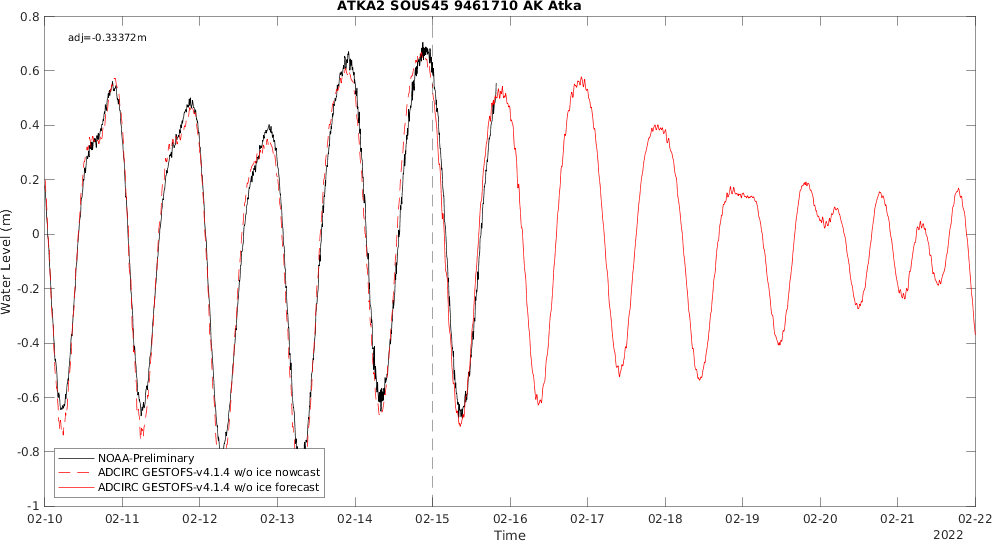 ATKA2 SOUS45 9461710 AK Atka
adj=-0.33372m
0.8
0.6
0.4
0.2
0
-0.2
-0.4
-0.6
-0.8
-1
Water Level (m)
NOAA-Preliminary
ADCIRC GESTOFS-v4.1.4 w/o ice nowcast
ADCIRC GESTOFS-v4.1.4 w/o ice forecast
02-10 02-11 02-12 02-13 02-14 02-15 02-16 02-17 02-18 02-19 02-20 02-21 02-22
Time
2022